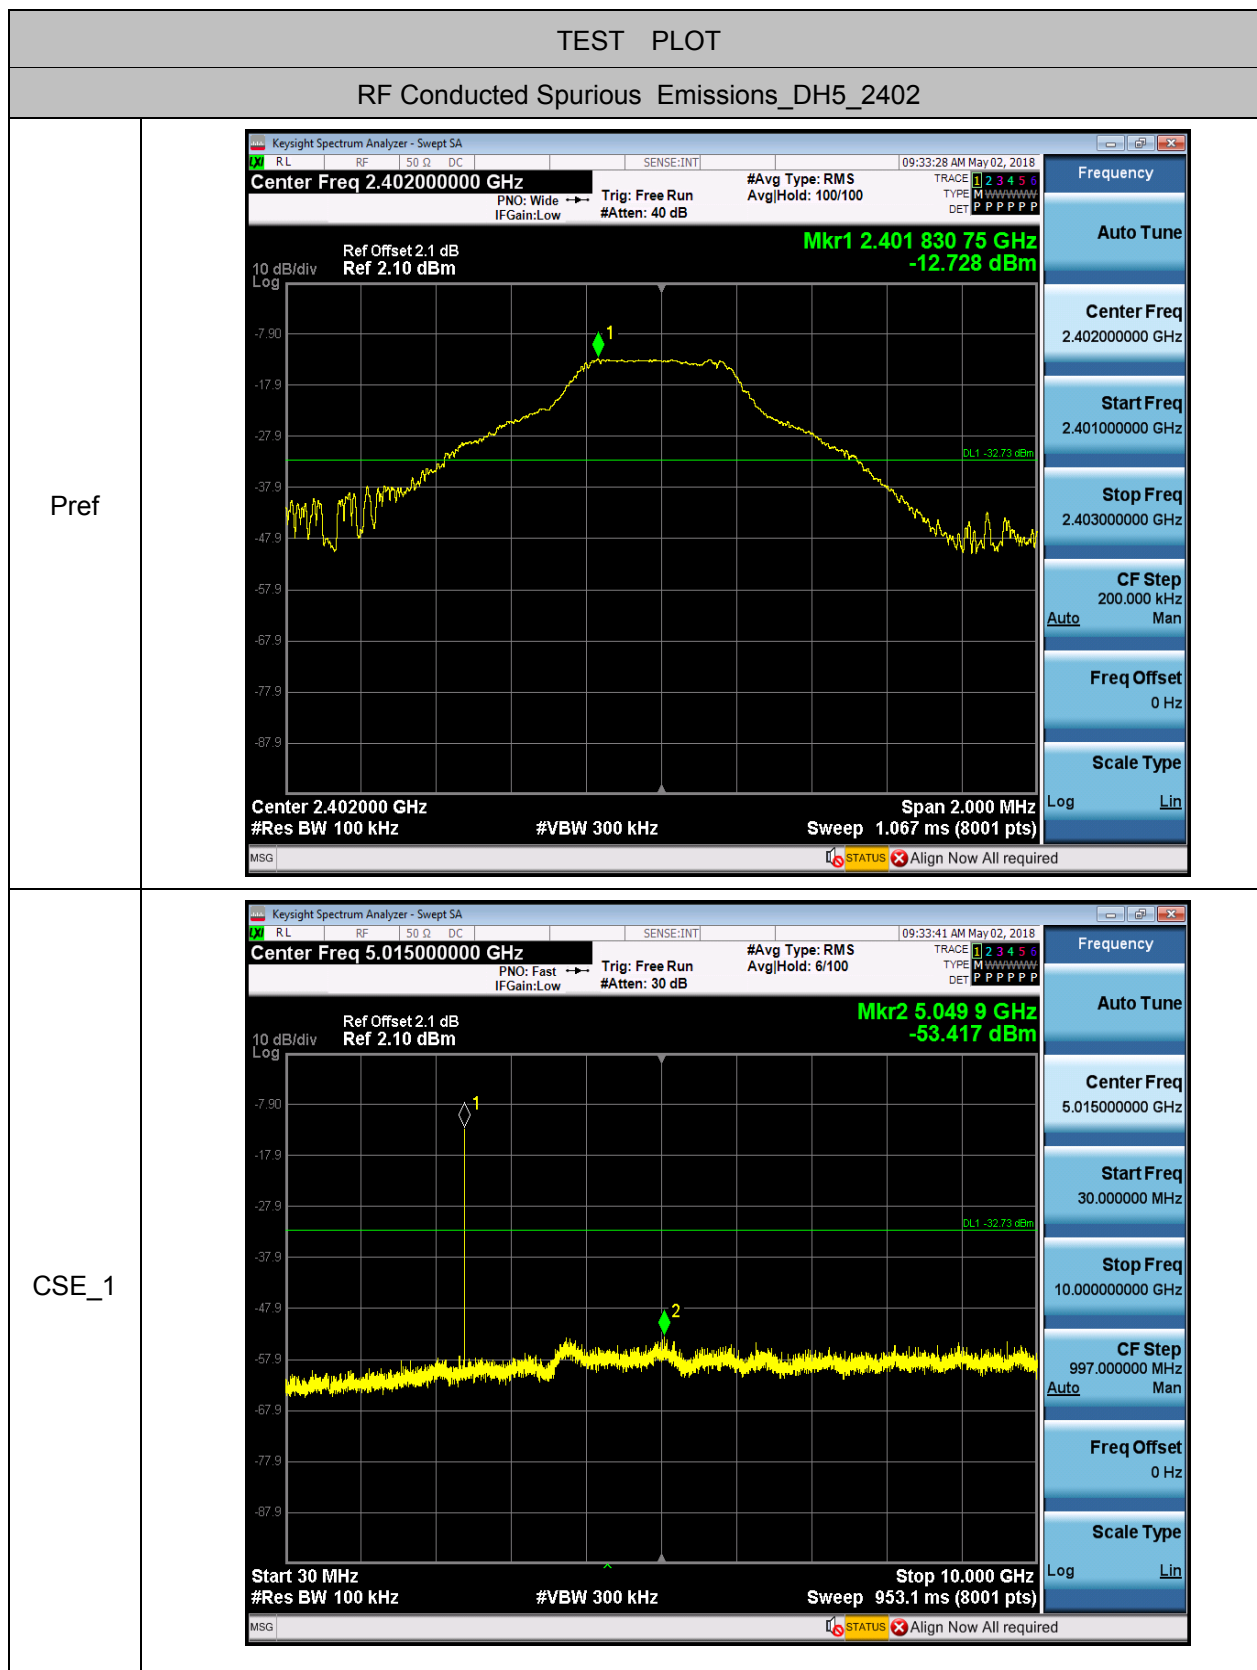 TEST PLOT
RF Conducted Spurious Emissions_DH5_2402
Pref
Keysight Spectrum Analyzer - Swept SA
LXI RL RF 50 Ω DC SENSE:INT 09:33:28 AM May 02, 2018
Center Freq 2.402000000 GHz
PNO: Wide
IFGain:Low
Trig: Free Run
#Atten: 40 dB
#Avg Type: RMS
Avg|Hold: 100/100
TRACE 1 2 3 4 5 6
TYPE M WWWWW
DET P P P P P P
Ref Offset 2.1 dB
10 dB/div Ref 2.10 dBm
Log
Mkr1 2.401 830 75 GHz
-12.728 dBm
1
-7.90
-17.9
-27.9
DL1 -32.73 dBm
-37.9
-47.9
-57.9
-67.9
-77.9
-87.9
Center 2.402000 GHz
Span 2.000 MHz
#Res BW 100 kHz
#VBW 300 kHz
Sweep 1.067 ms (8001 pts)
MSG
STATUS Align Now All required
Frequency
Auto Tune
Center Freq
2.402000000 GHz
Start Freq
2.401000000 GHz
Stop Freq
2.403000000 GHz
CF Step
200.000 kHz
Auto Man
Freq Offset
0 Hz
Scale Type
Log Lin
CSE_1
Keysight Spectrum Analyzer - Swept SA
LXI RL RF 50 Ω DC SENSE:INT 09:33:41 AM May 02, 2018
Center Freq 5.015000000 GHz
PNO: Fast
IFGain:Low
Trig: Free Run
#Atten: 30 dB
#Avg Type: RMS
Avg|Hold: 6/100
TRACE 1 2 3 4 5 6
TYPE M WWWWW
DET P P P P P P
Ref Offset 2.1 dB
10 dB/div Ref 2.10 dBm
Log
Mkr2 5.049 9 GHz
-53.417 dBm
1
-7.90
-17.9
-27.9
DL1 -32.73 dBm
-37.9
-47.9
2
-57.9
-67.9
-77.9
-87.9
Start 30 MHz
Stop 10.000 GHz
#Res BW 100 kHz
#VBW 300 kHz
Sweep 953.1 ms (8001 pts)
MSG
STATUS Align Now All required
Frequency
Auto Tune
Center Freq
5.015000000 GHz
Start Freq
30.000000 MHz
Stop Freq
10.000000000 GHz
CF Step
997.000000 MHz
Auto Man
Freq Offset
0 Hz
Scale Type
Log Lin